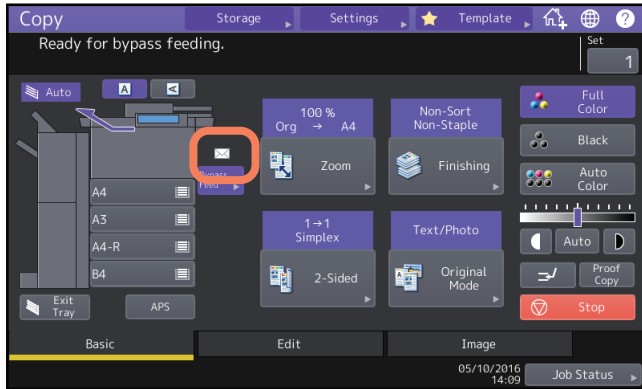 Copy
Storage
Settings
Template
?
Ready for bypass feeding.
Set
1
Auto
A
A
100 %
Org → A4
Zoom
Non-Sort
Non-Staple
Finishing
Full
Color
Black
Auto
Color
Bypass
Feed
A4
A3
A4-R
B4
1→1
Simplex
2-Sided
Text/Photo
Original
Mode
Auto
Proof
Copy
Exit
Tray
APS
Stop
Basic
Edit
Image
05/10/2016
14:09
Job Status